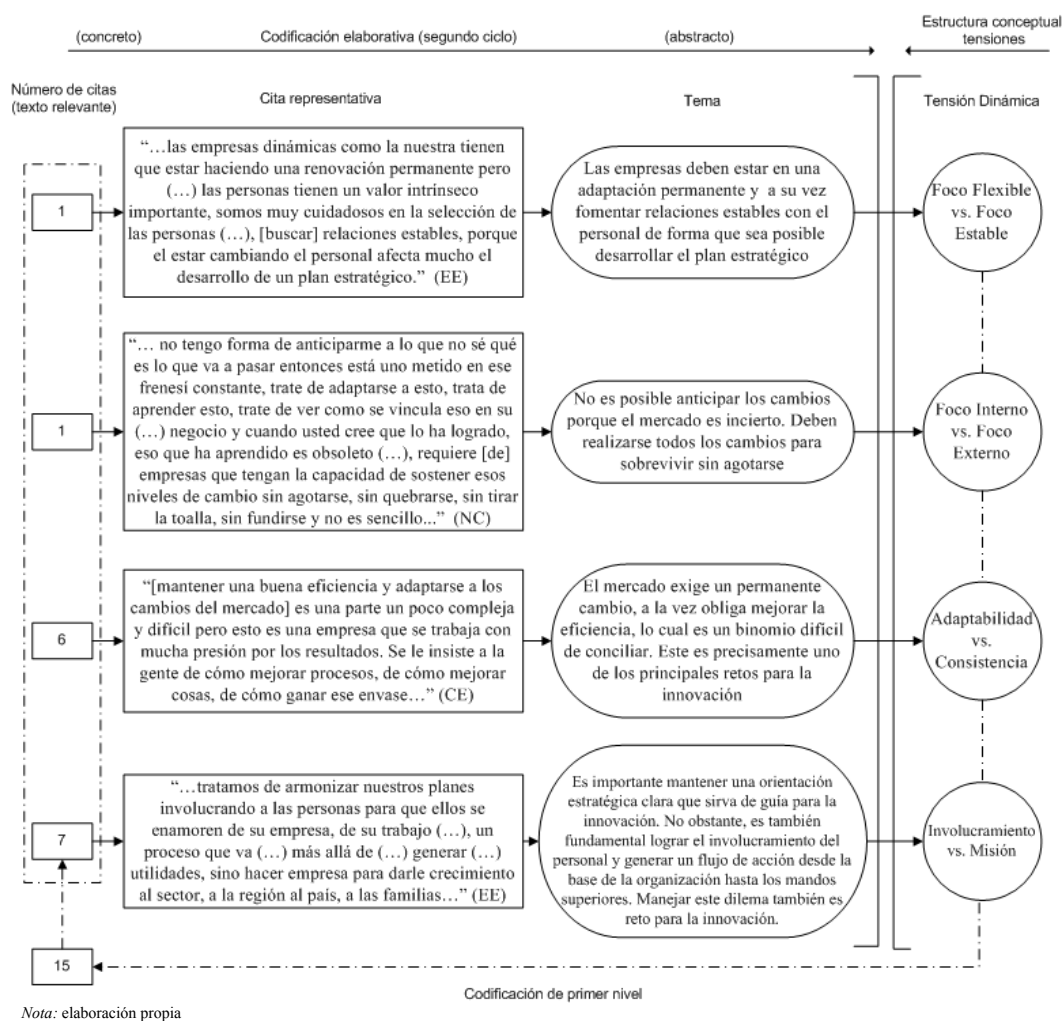 (concreto)
Codificación elaborativa (segundo ciclo)
(abstracto)
Estructura conceptual
tensiones
Número de citas
(texto relevante)
Cita representativa
Tema
Tensión Dinámica
1
“…las empresas dinámicas como la nuestra tienen
que estar haciendo una renovación permanente pero
(…) las personas tienen un valor intrínseco
importante, somos muy cuidadosos en la selección de
las personas (…), [buscar] relaciones estables, porque
el estar cambiando el personal afecta mucho el
desarrollo de un plan estratégico.” (EE)
Las empresas deben estar en una
adaptación permanente y a su vez
fomentar relaciones estables con el
personal de forma que sea posible
desarrollar el plan estratégico
Foco Flexible
vs. Foco
Estable
1
“… no tengo forma de anticiparme a lo que no sé qué
es lo que va a pasar entonces está uno metido en ese
frenesí constante, trate de adaptarse a esto, trata de
aprender esto, trate de ver como se vincula eso en su
(…) negocio y cuando usted cree que lo ha logrado,
eso que ha aprendido es obsoleto (…), requiere [de]
empresas que tengan la capacidad de sostener esos
niveles de cambio sin agotarse, sin quebrarse, sin tirar
la toalla, sin fundirse y no es sencillo...” (NC)
No es posible anticipar los cambios
porque el mercado es incierto. Deben
realizarse todos los cambios para
sobrevivir sin agotarse
Foco Interno
vs. Foco
Externo
6
“[mantener una buena eficiencia y adaptarse a los
cambios del mercado] es una parte un poco compleja
y difícil pero esto es una empresa que se trabaja con
mucha presión por los resultados. Se le insiste a la
gente de cómo mejorar procesos, de cómo mejorar
cosas, de cómo ganar ese envase…” (CE)
El mercado exige un permanente
cambio, a la vez obliga mejorar la
eficiencia, lo cual es un binomio difícil
de conciliar. Este es precisamente uno
de los principales retos para la
innovación
Adaptabilidad
vs.
Consistencia
7
“…tratamos de armonizar nuestros planes
involucrando a las personas para que ellos se
enamoren de su empresa, de su trabajo (…), un
proceso que va (…) más allá de (…) generar (…)
utilidades, sino hacer empresa para darle crecimiento
al sector, a la región al país, a las familias…” (EE)
Es importante mantener una orientación
estratégica clara que sirva de guía para la
innovación. No obstante, es también
fundamental lograr el involucramiento del
personal y generar un flujo de acción desde la
base de la organización hasta los mandos
superiores. Manejar este dilema también es
reto para la innovación.
Involucramiento
vs. Misión
15
Codificación de primer nivel
Nota: elaboración propia